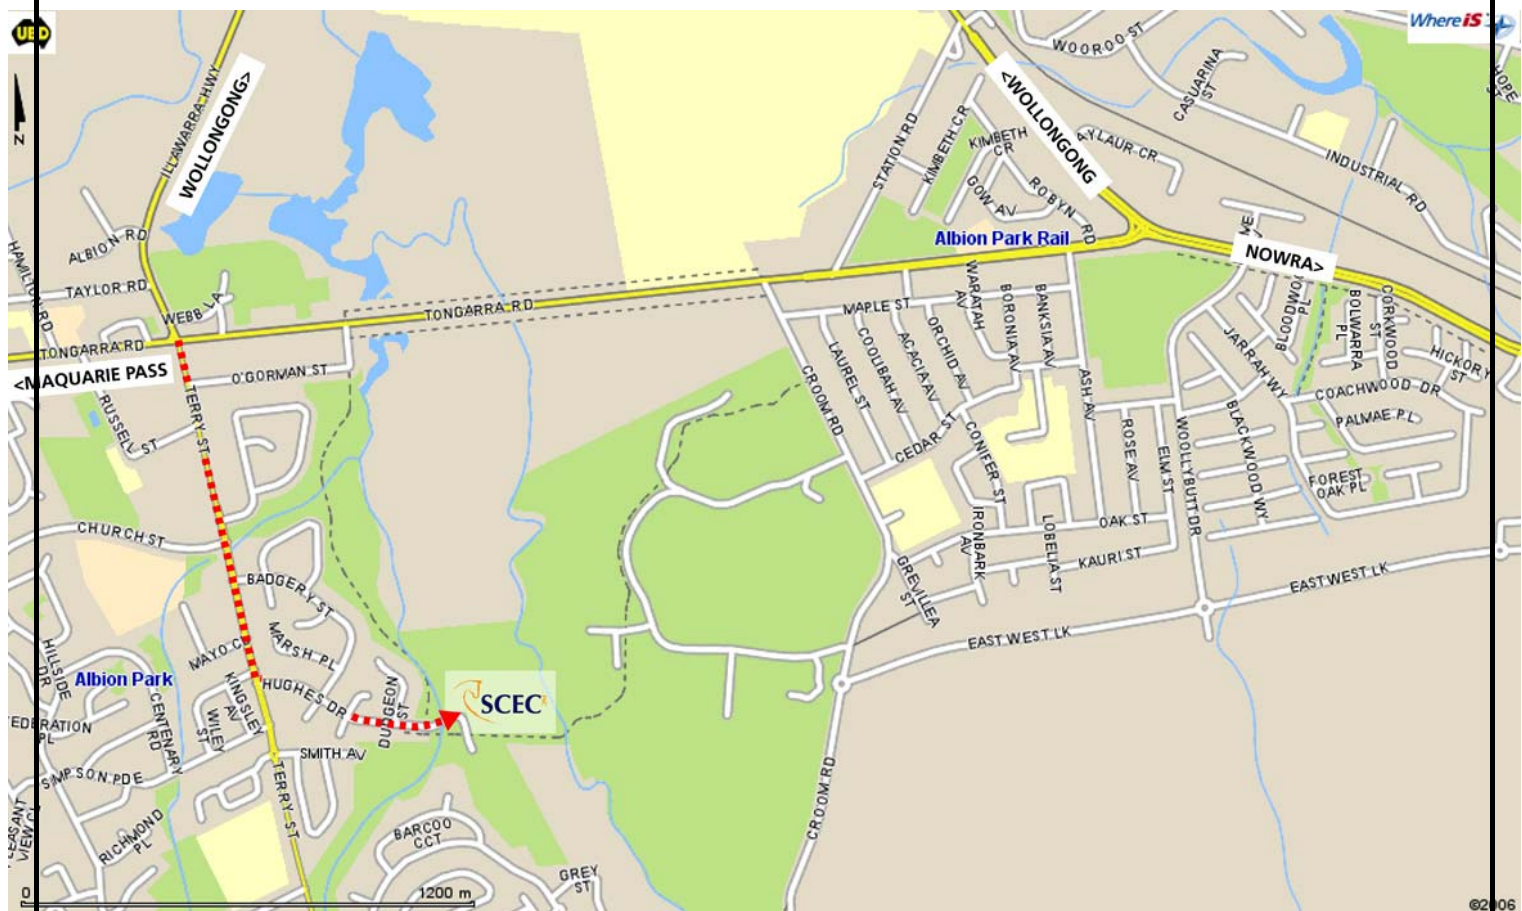 UBD
Where iS
WOOROO ST
HOPE ST
CASUARINA ST
ILLAWARRA HWY
WOLLONGONG>
<WOLLONGONG
STATION RD
KIMBETH CR
KIMBETH CR
AYLAUR CR
INDUSTRIAL RD
N
GOW AV
ROBYN RD
ALBION RD
HAMILTON RD
Albion Park Rail
NOWRA>
TAYLOR RD
WEBB LA
TONGARRA RD
TONGARRA RD
MAPLE ST
WARATAH AV
BORONIA AV
BANKSIA AV
BLOODWOOD PL
BOLWARRA PL
CORKWOOD ST
HICKORY ST
<MAQUARIE PASS
O'GORMAN ST
TERRY ST
RUSSELL ST
CROOM RD
LAUREL ST
COOLIBAH AV
ACACIA AV
ORCHID AV
ASH AV
JARRAH WY
COACHWOOD DR
PALMAE PL
CEDAR ST
CONIFER ST
ROSE AV
ELM ST
WOOLLYBUTT DR
BLACKWOOD WY
FOREST OAK PL
CHURCH ST
OAK ST
IRONBARK AV
LOBELIA ST
KAURI ST
GREVILLEA ST
EAST WEST LK
EAST WEST LK
BADGERY ST
MARSH PL
MAYO C
HILLSIDE DR
Albion Park
HUGHES DR
KINGSLEY AV
WILEY ST
CENTENARY RD
DUDGEON ST
SCEC
FEDERATION PL
SMITH AV
SIMPSON PDE
TERRY ST
PLEASANT VIEW CL
RICHMOND PL
BARCOO CCT
GREY ST
CROOM RD
0
1200 m
©2006